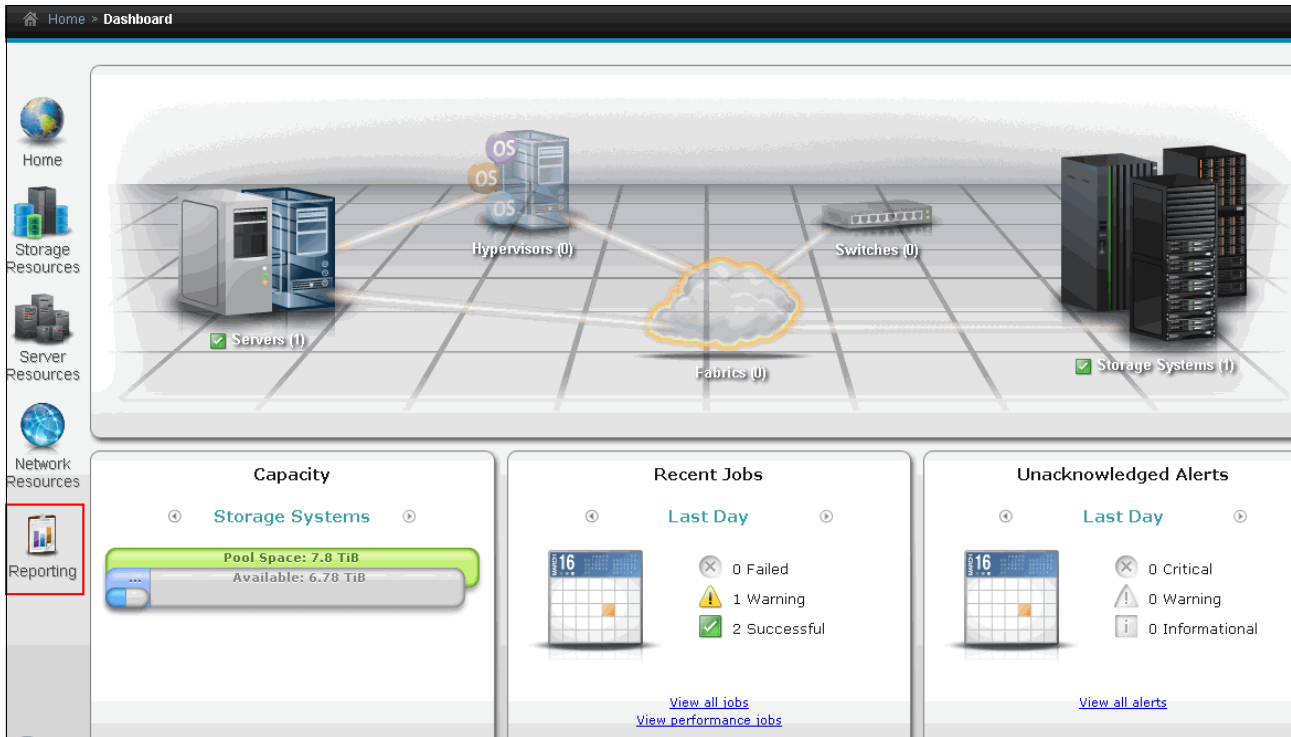 Home > Dashboard
Home
Storage
Resources
Server
Resources
Network
Resources
Reporting
OS
OS
OS
Hypervisors (0)
Switches (0)
Servers (1)
Fabrics (0)
Storage Systems (1)
Capacity
Storage Systems
Pool Space: 7.8 TiB
...
Available: 6.78 TiB
Recent Jobs
Last Day
MARCH
16
0 Failed
1 Warning
2 Successful
View all jobs
View performance jobs
Unacknowledged Alerts
Last Day
MARCH
16
0 Critical
0 Warning
0 Informational
View all alerts